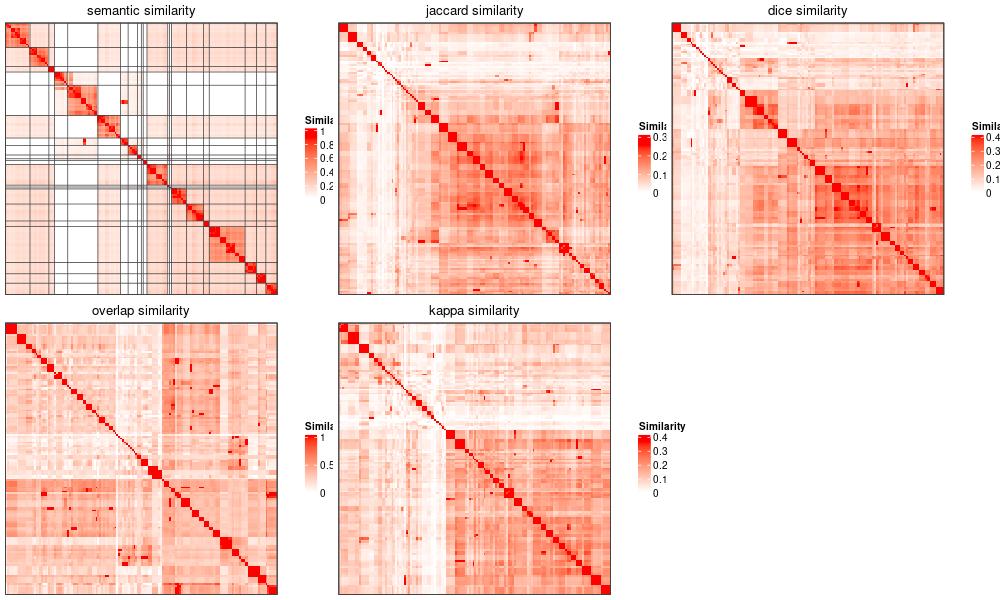 semantic similarity
jaccard similarity
dice similarity
Simila
1
0.8
0.6
0.4
0.2
0
Simila
0.3
0.2
0.1
0
Simila
0.4
0.3
0.2
0.1
0
overlap similarity
kappa similarity
Simila
1
0.5
0
Similarity
0.4
0.3
0.2
0.1
0